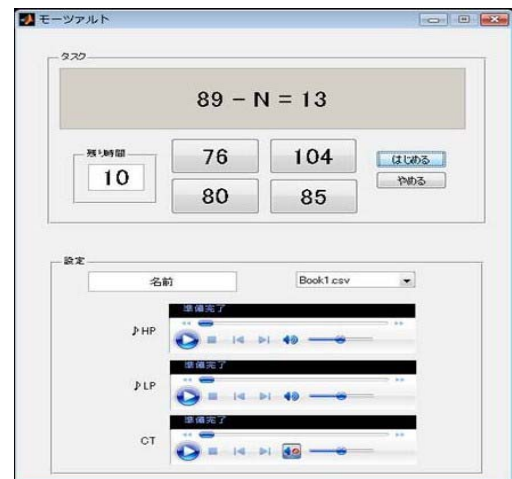 モーツァルト
タスク
89 - N = 13
残り時間
10
76
104
80
85
はじめる
やめる
設定
名前
Book1.csv
準備完了
♪HP
準備完了
♪LP
準備完了
CT